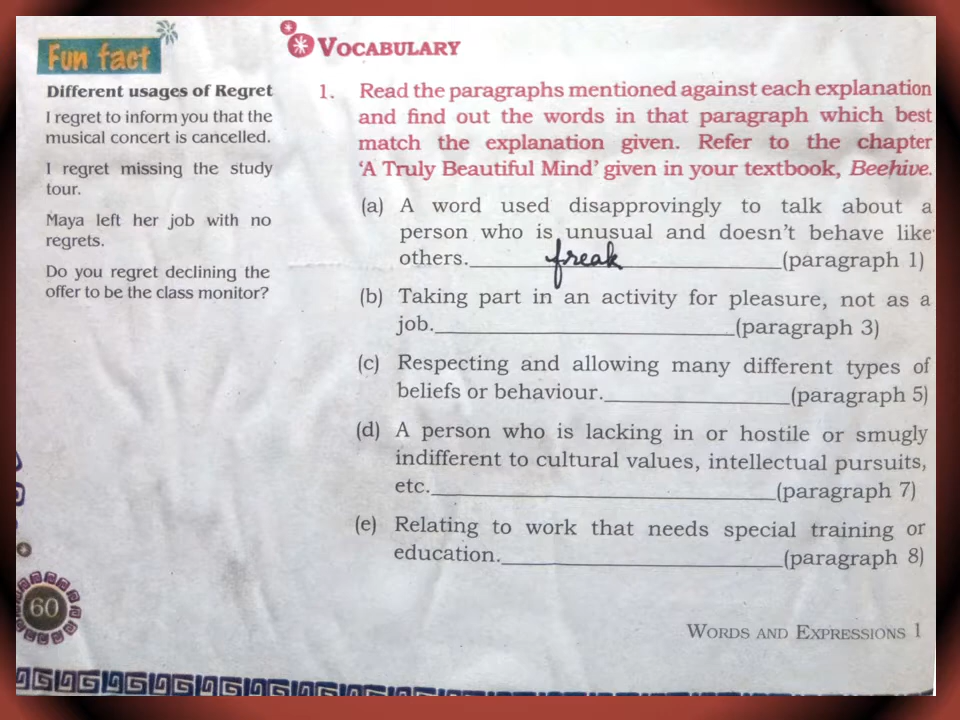 Fun fact
Different usages of Regret
I regret to inform you that the
musical concert is cancelled.
I regret missing the study
tour.
Maya left her job with no
regrets.
Do you regret declining the
offer to be the class monitor?
VOCABULARY
1. Read the paragraphs mentioned against each explanation
and find out the words in that paragraph which best
match the explanation given. Refer to the chapter
‘A Truly Beautiful Mind’ given in your textbook, Beehive.
(a) A word used disapprovingly to talk about a
person who is unusual and doesn’t behave like
others. freak (paragraph 1)
(b) Taking part in an activity for pleasure, not as a
job. (paragraph 3)
(c) Respecting and allowing many different types of
beliefs or behaviour. (paragraph 5)
(d) A person who is lacking in or hostile or smugly
indifferent to cultural values, intellectual pursuits,
etc. (paragraph 7)
(e) Relating to work that needs special training or
education. (paragraph 8)
60
WORDS AND EXPRESSIONS 1